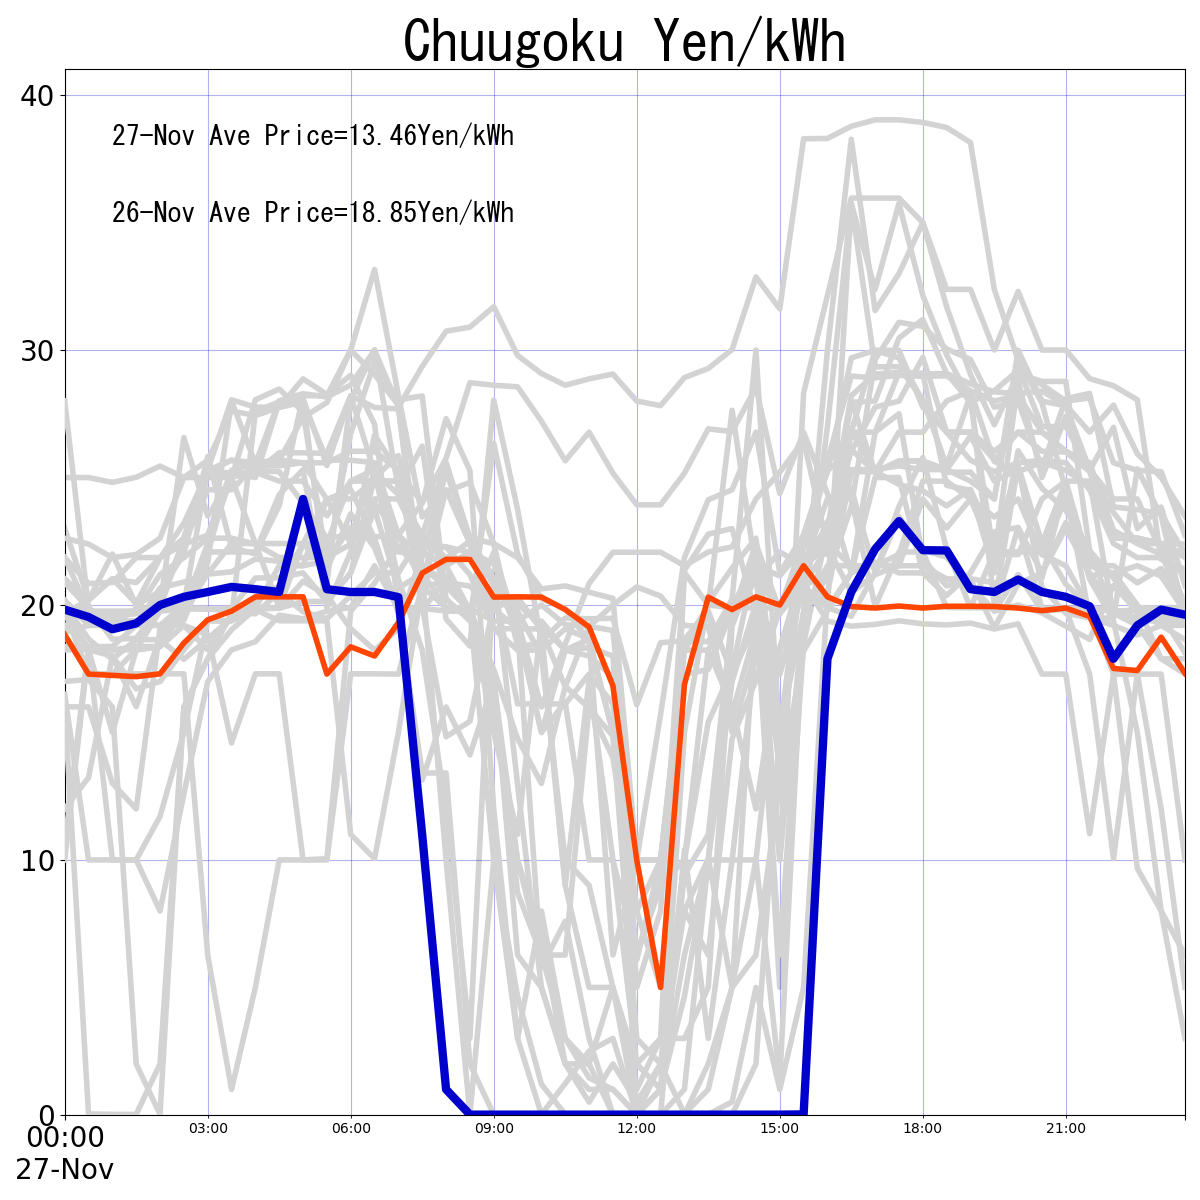 Chuugoku Yen/kWh
40
27-Nov Ave Price=13.46Yen/kWh
26-Nov Ave Price=18.85Yen/kWh
30
20
10
0
00:00 03:00 06:00 09:00 12:00 15:00 18:00 21:00
27-Nov